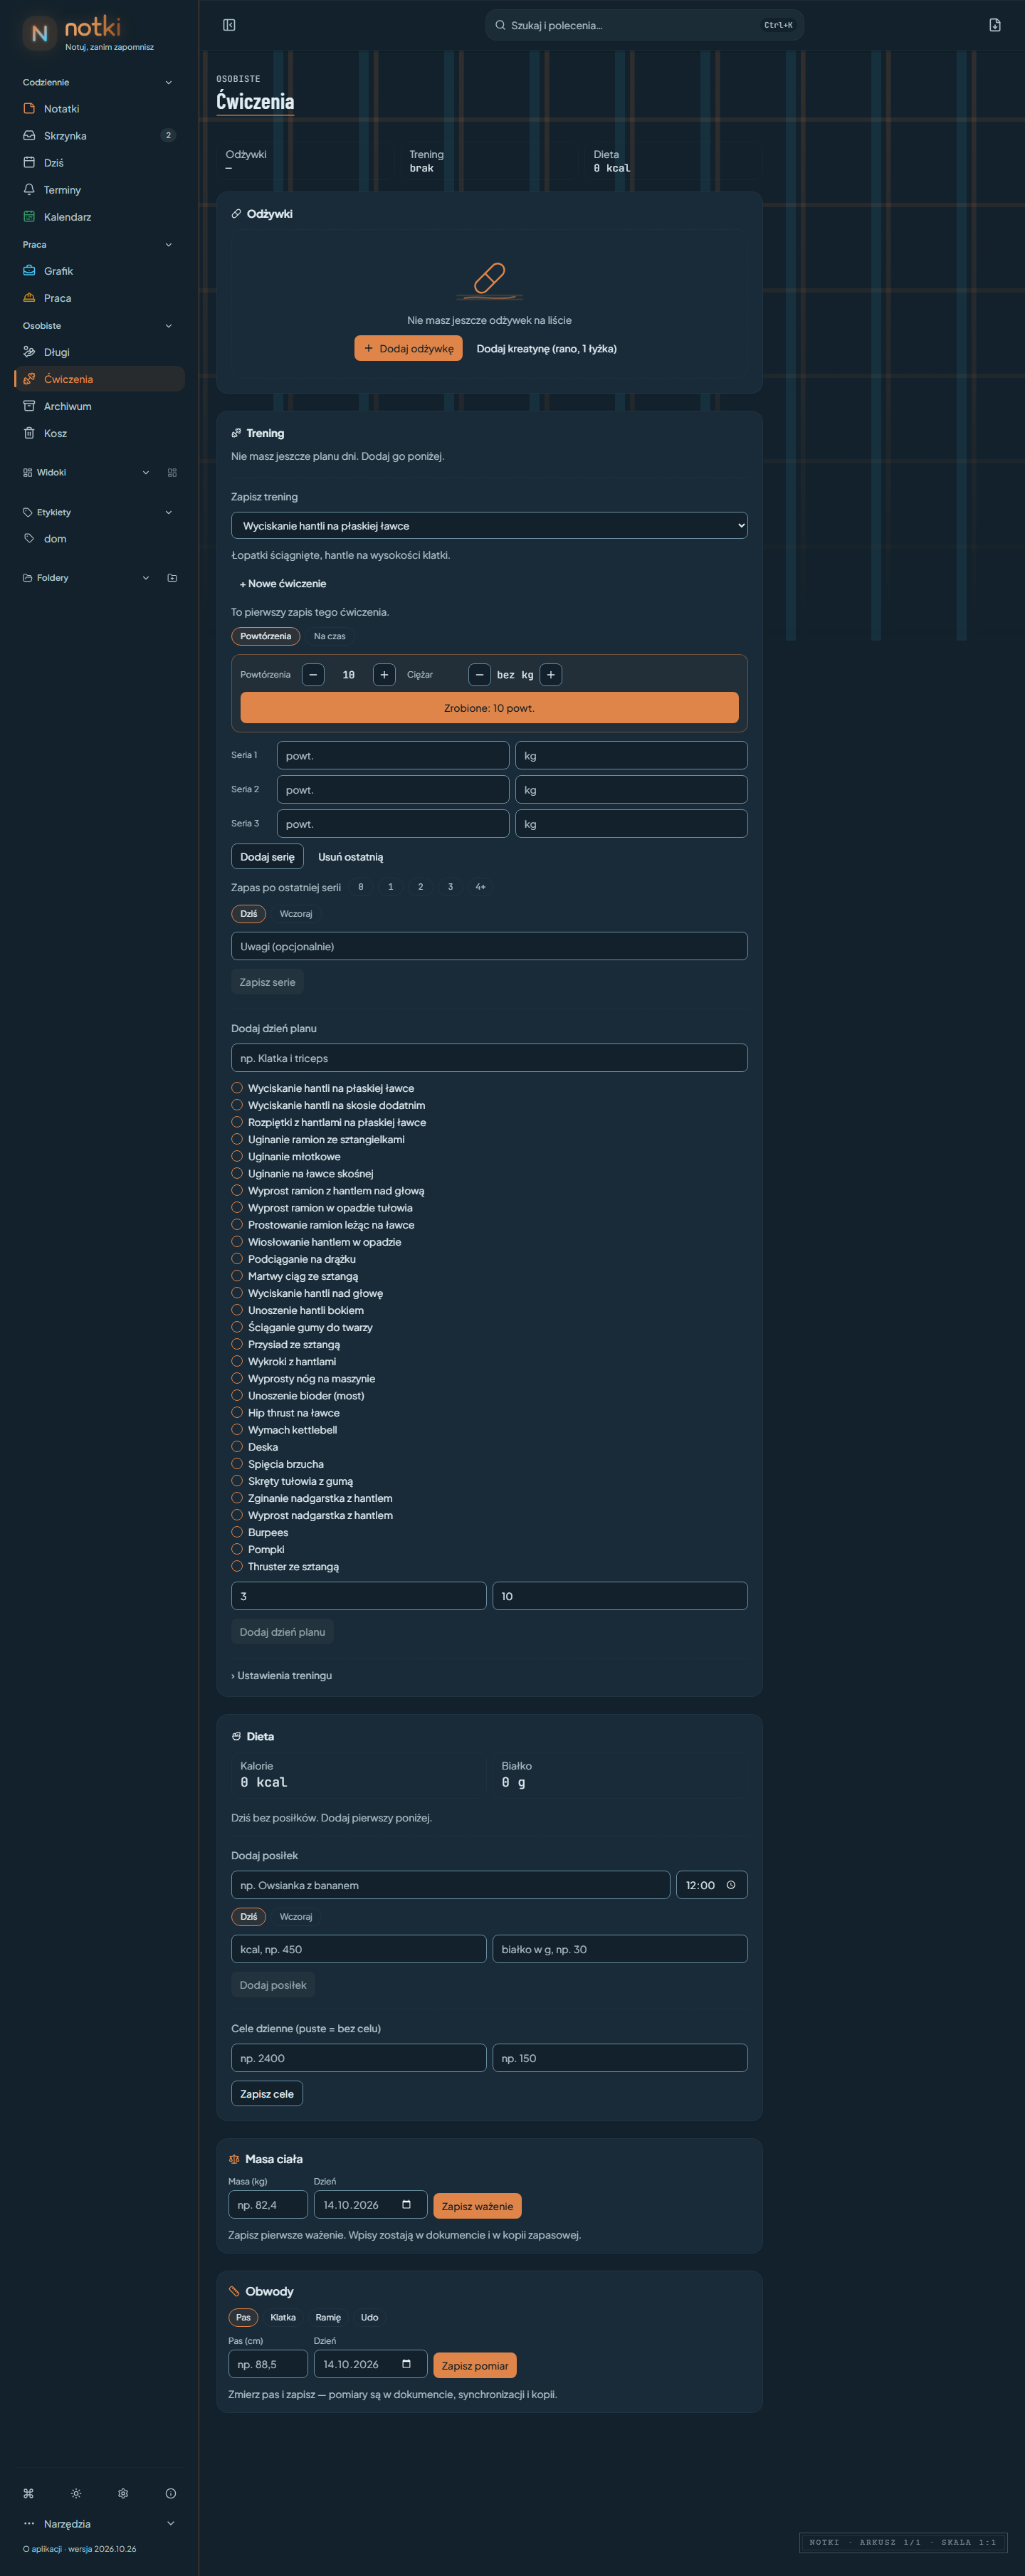 notki
Notuj, zanim zapomnisz
Codziennie
Notatki
Skrzynka 2
Dziś
Terminy
Kalendarz
Praca
Grafik
Praca
Osobiste
Długi
Ćwiczenia
Archiwum
Kosz
Widoki
Etykiety
dom
Foldery
Narzędzia
O aplikacji · wersja 2026.10.26
Szukaj i polecenia... Ctrl+K
OSOBISTE
Ćwiczenia
Odżywki Trening Dieta
— brak 0 kcal
Odżywki
Nie masz jeszcze odżywek na liście
+ Dodaj odżywkę Dodaj kreatynę (rano, 1 łyżka)
Trening
Nie masz jeszcze planu dni. Dodaj go poniżej.
Zapisz trening
Wyciskanie hantli na płaskiej ławce
Łopatki ściągnięte, hantle na wysokości klatki.
+ Nowe ćwiczenie
To pierwszy zapis tego ćwiczenia.
Powtórzenia Na czas
Powtórzenia − 10 + Ciężar − bez kg +
Zrobione: 10 powt.
Seria 1 powt. kg
Seria 2 powt. kg
Seria 3 powt. kg
Dodaj serię Usuń ostatnią
Zapas po ostatniej serii 0 1 2 3 4+
Dziś Wczoraj
Uwagi (opcjonalnie)
Zapisz serie
Dodaj dzień planu
np. Klatka i triceps
Wyciskanie hantli na płaskiej ławce
Wyciskanie hantli na skosie dodatnim
Rozpiętki z hantlami na płaskiej ławce
Uginanie ramion ze sztangielkami
Uginanie młotkowe
Uginanie na ławce skośnej
Wyprost ramion z hantlem nad głową
Wyprost ramion w opadzie tułowia
Prostowanie ramion leżąc na ławce
Wiosłowanie hantlem w opadzie
Podciąganie na drążku
Martwy ciąg ze sztangą
Wyciskanie hantli nad głowę
Unoszenie hantli bokiem
Ściąganie gumy do twarzy
Przysiad ze sztangą
Wykroki z hantlami
Wyprosty nóg na maszynie
Unoszenie bioder (most)
Hip thrust na ławce
Wymach kettlebell
Deska
Spięcia brzucha
Skręty tułowia z gumą
Zginanie nadgarstka z hantlem
Wyprost nadgarstka z hantlem
Burpees
Pompki
Thruster ze sztangą
3 10
Dodaj dzień planu
› Ustawienia treningu
Dieta
Kalorie Białko
0 kcal 0 g
Dziś bez posiłków. Dodaj pierwszy poniżej.
Dodaj posiłek
np. Owsianka z bananem 12:00
Dziś Wczoraj
kcal, np. 450 białko w g, np. 30
Dodaj posiłek
Cele dzienne (puste = bez celu)
np. 2400 np. 150
Zapisz cele
Masa ciała
Masa (kg) Dzień
np. 82,4 14.10.2026 Zapisz ważenie
Zapisz pierwsze ważenie. Wpisy zostają w dokumencie i w kopii zapasowej.
Obwody
Pas Klatka Ramię Udo
Pas (cm) Dzień
np. 88,5 14.10.2026 Zapisz pomiar
Zmierz pas i zapisz — pomiary są w dokumencie, synchronizacji i kopii.
NOTKI · ARKUSZ 1/1 · SKALA 1:1